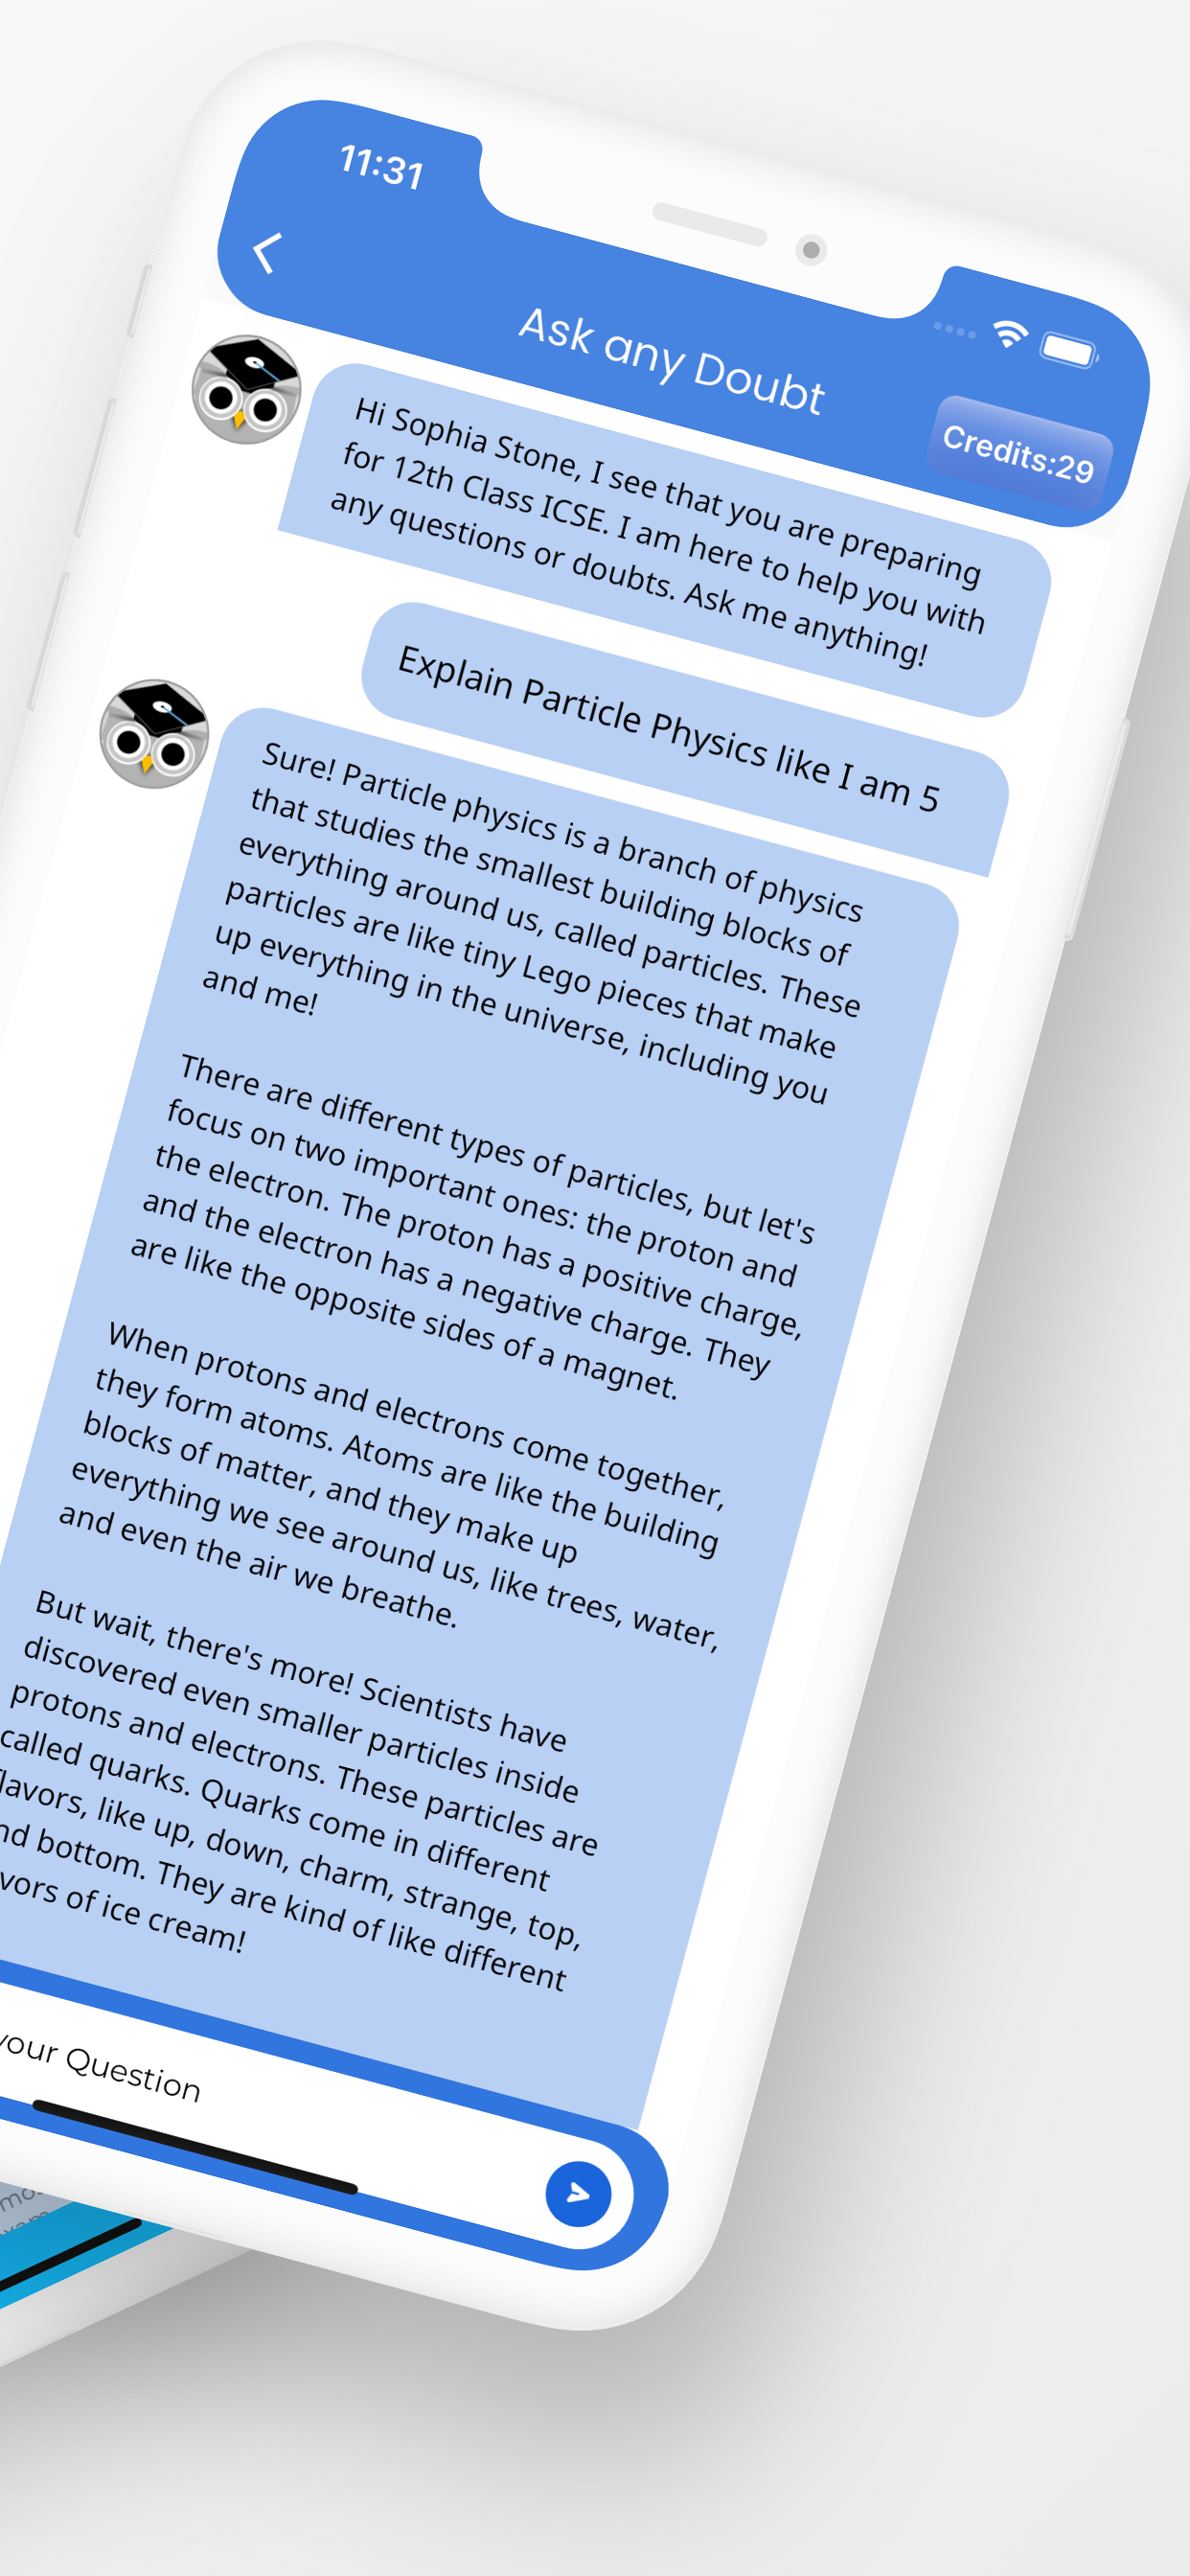 11:31
Ask any Doubt
Credits:29
Hi Sophia Stone, I see that you are preparing
for 12th Class ICSE. I am here to help you with
any questions or doubts. Ask me anything!
Explain Particle Physics like I am 5
Sure! Particle physics is a branch of physics
that studies the smallest building blocks of
everything around us, called particles. These
particles are like tiny Lego pieces that make
up everything in the universe, including you
and me!
There are different types of particles, but let's
focus on two important ones: the proton and
the electron. The proton has a positive charge,
and the electron has a negative charge. They
are like the opposite sides of a magnet.
When protons and electrons come together,
they form atoms. Atoms are like the building
blocks of matter, and they make up
everything we see around us, like trees, water,
and even the air we breathe.
But wait, there's more! Scientists have
discovered even smaller particles inside
protons and electrons. These particles are
called quarks. Quarks come in different
lavors, like up, down, charm, strange, top,
nd bottom. They are kind of like different
vors of ice cream!
your Question